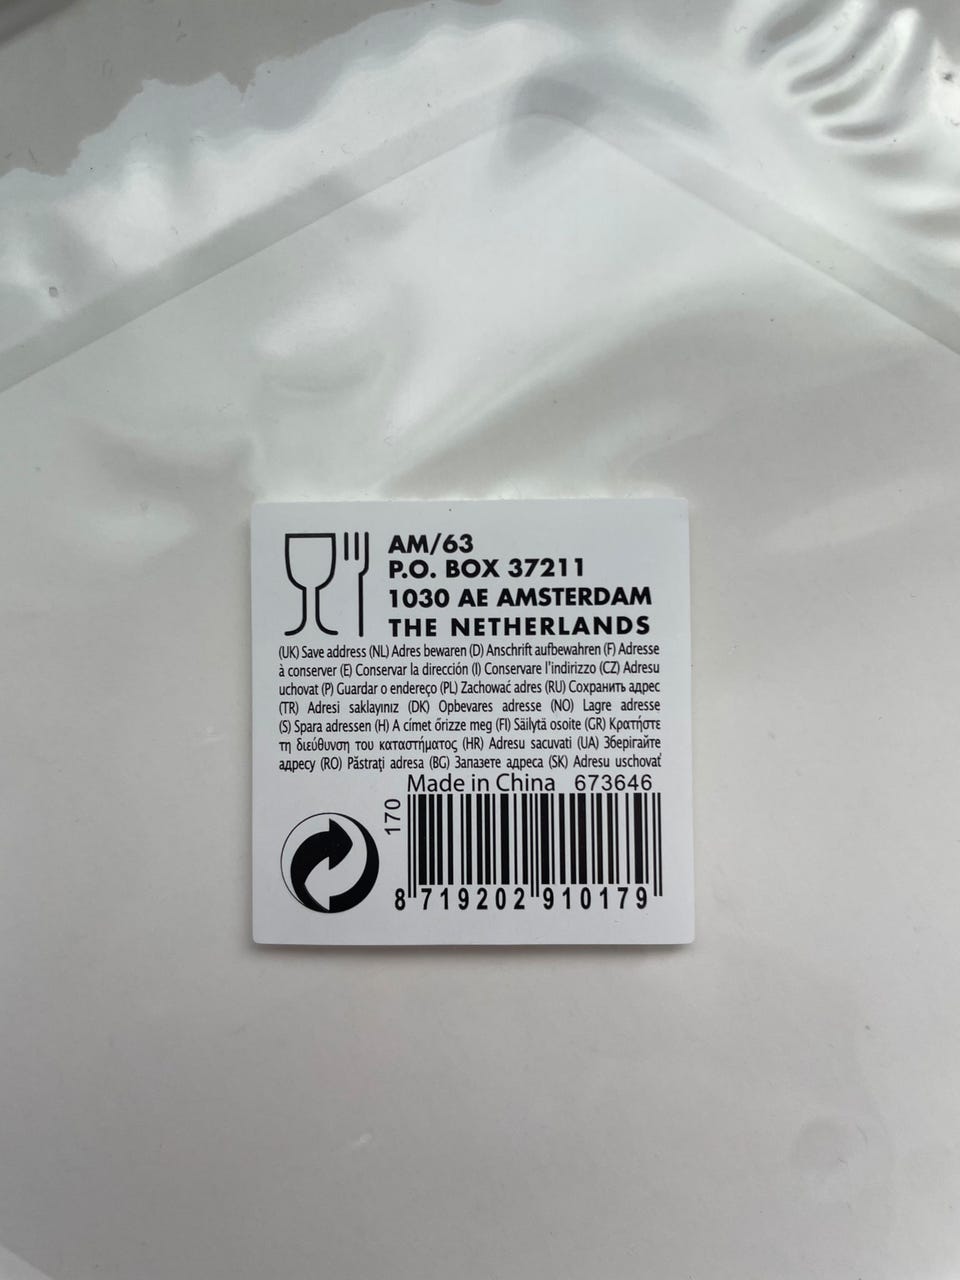 AM/63
P.O. BOX 37211
1030 AE AMSTERDAM
THE NETHERLANDS
(UK) Save address (NL) Adres bewaren (D) Anschrift aufbewahren (F) Adresse
à conserver (E) Conservar la dirección (I) Conservare l'indirizzo (CZ) Adresu
uchovat (P) Guardar o endereço (PL) Zachować adres (RU) Сохранить адрес
(TR) Adresi saklayınız (DK) Opbevares adresse (NO) Lagre adresse
(S) Spara adressen (H) A címet őrizze meg (FI) Säilytä osoite (GR) Κρατήστε
τη διεύθυνση του καταστήματος (HR) Adresu sacuvati (UA) Зберігайте
адресу (RO) Păstraţi adresa (BG) Запазете адреса (SK) Adresu uschovať
Made in China 673646
170
8 719202 910179